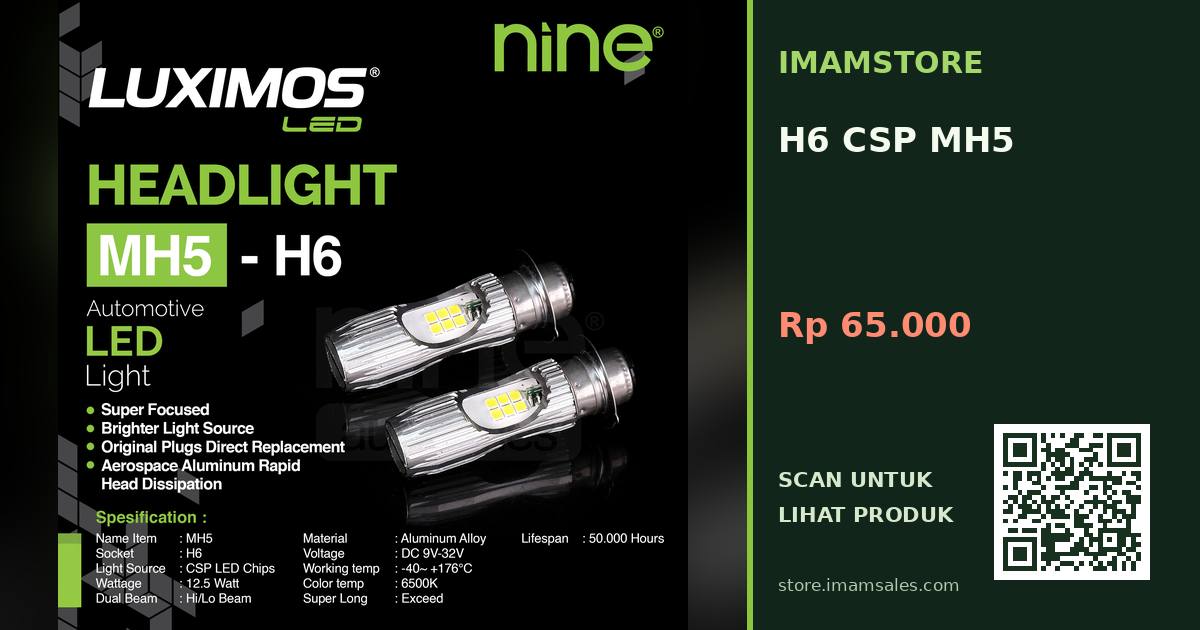 nine®
LUXIMOS®
LED
HEADLIGHT
MH5 - H6
Automotive
LED
Light
Super Focused
Brighter Light Source
Original Plugs Direct Replacement
Aerospace Aluminum Rapid
Head Dissipation
Spesification :
Name Item : MH5
Socket : H6
Light Source : CSP LED Chips
Wattage : 12.5 Watt
Dual Beam : Hi/Lo Beam
Material : Aluminum Alloy
Voltage : DC 9V-32V
Working temp : -40~ +176°C
Color temp : 6500K
Super Long : Exceed
Lifespan : 50.000 Hours
IMAMSTORE
H6 CSP MH5
Rp 65.000
SCAN UNTUK
LIHAT PRODUK
store.imamsales.com